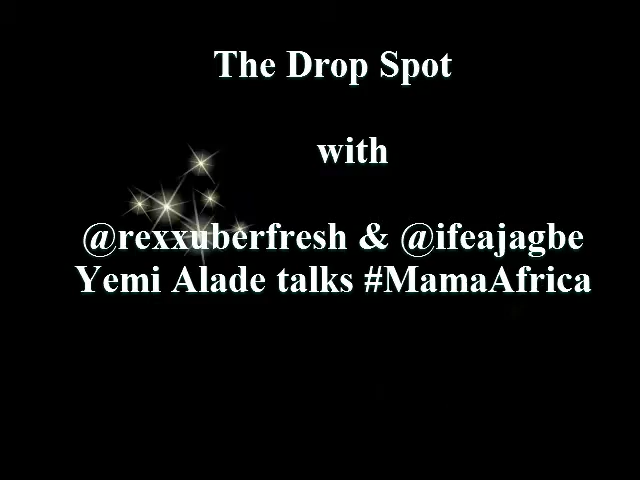 The Drop Spot
with
@rexxuberfresh & @ifeajagbe
Yemi Alade talks #MamaAfrica